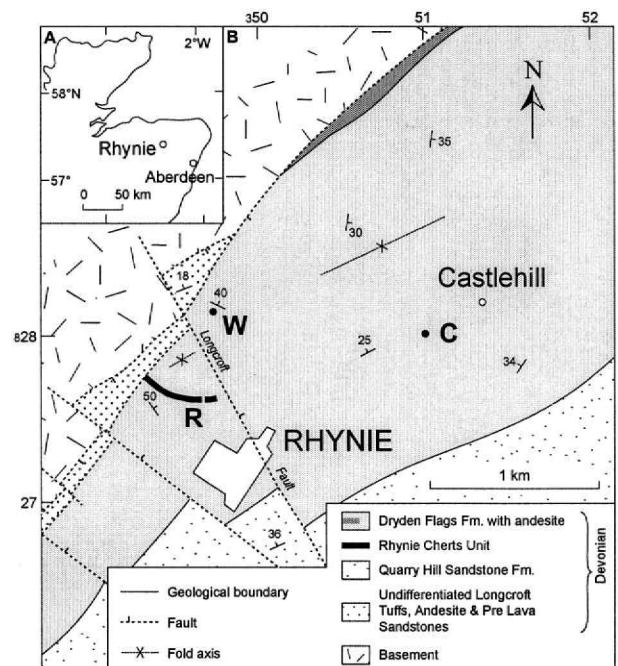 350
51
52
A
B
2°W
58°N
Rhynie
57°
Aberdeen
0 50 km
N
35
30
18
40
Castlehill
828
W
C
Longcroft
25
34
50
R
RHYNIE
27
Fault
36
1 km
Geological boundary
Fault
Fold axis
Dryden Flags Fm. with andesite
Rhynie Cherts Unit
Quarry Hill Sandstone Fm.
Undifferentiated Longcroft
Tuffs, Andesite & Pre Lava
Sandstones
Basement
Devonian